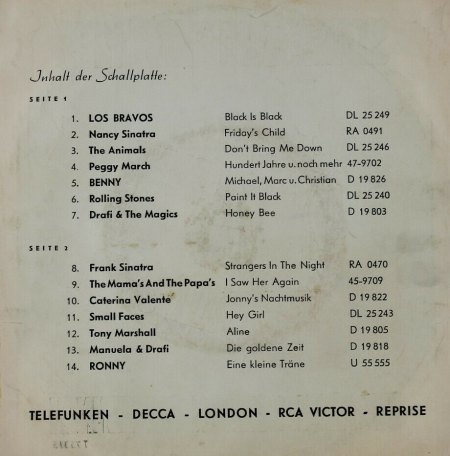 Inhalt der Schallplatte:
SEITE 1
1. LOS BRAVOS Black Is Black DL 25 249
2. Nancy Sinatra Friday's Child RA 0491
3. The Animals Don't Bring Me Down DL 25 246
4. Peggy March Hundert Jahre u. noch mehr 47-9702
5. BENNY Michael, Marc u. Christian D 19 826
6. Rolling Stones Paint It Black DL 25 240
7. Drafi & The Magics Honey Bee D 19 803
SEITE 2
8. Frank Sinatra Strangers In The Night RA 0470
9. The Mama's And The Papa's I Saw Her Again 45-9709
10. Caterina Valente Jonny's Nachtmusik D 19 822
11. Small Faces Hey Girl DL 25 243
12. Tony Marshall Aline D 19 805
13. Manuela & Drafi Die goldene Zeit D 19 818
14. RONNY Eine kleine Träne U 55 555
TELEFUNKEN - DECCA - LONDON - RCA VICTOR - REPRISE